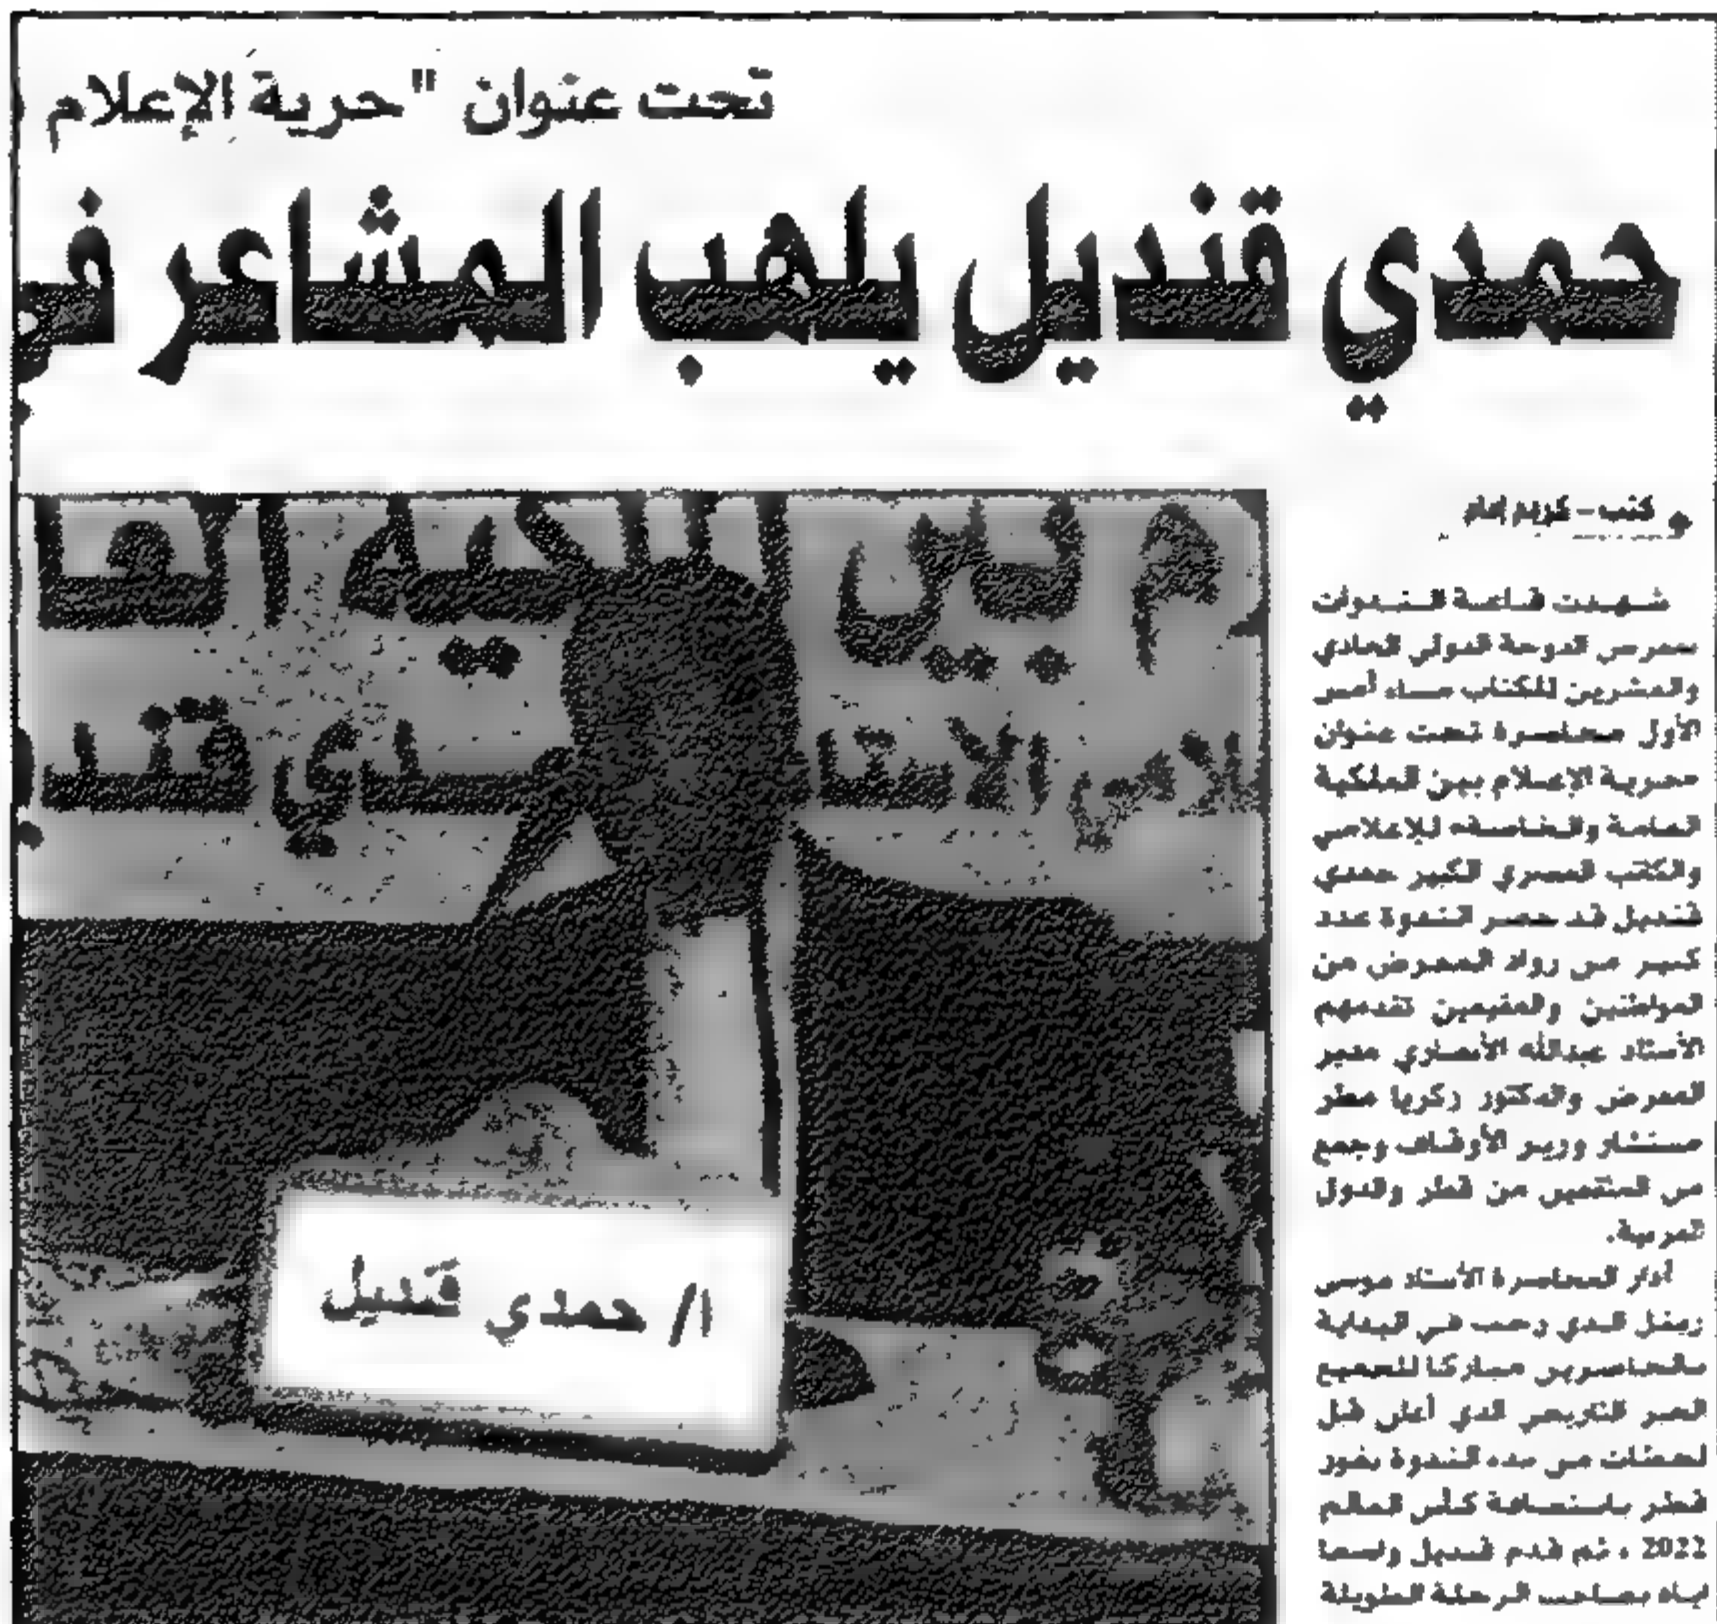 تحت عنوان "حرية الإعلام
حمدي قنديل يلهب المشاعر في
كتب - كريم إمام
م بين الملكية العا
لامي الاستا حمدي قند
ا/ حمدي قنديل
شهدت قاعة الندوات
بمعرض الدوحة الدولي الحادي
والعشرين للكتاب مساء أمس
الأول محاضرة تحت عنوان
«حرية الإعلام بين الملكية
العامة والخاصة» للإعلامي
والكاتب المصري الكبير حمدي
قنديل قد حضر الندوة عدد
كبير من رواد المعرض من
المواطنين والمقيمين تقدمهم
الأستاذ عبدالله الأنصاري مدير
المعرض والدكتور زكريا مطر
مستشار وزير الأوقاف وجمع
من المثقفين من قطر والدول
العربية.
أدار المحاضرة الأستاذ موسى
زينل الذي رحب في البداية
بالحاضرين مباركا للجميع
الخبر التاريخي الذي أعلن قبل
لحظات من بدء الندوة بفوز
قطر باستضافة كأس العالم
2022 ، ثم قدم قنديل واصفا
إياه بصاحب الرحلة الطويلة